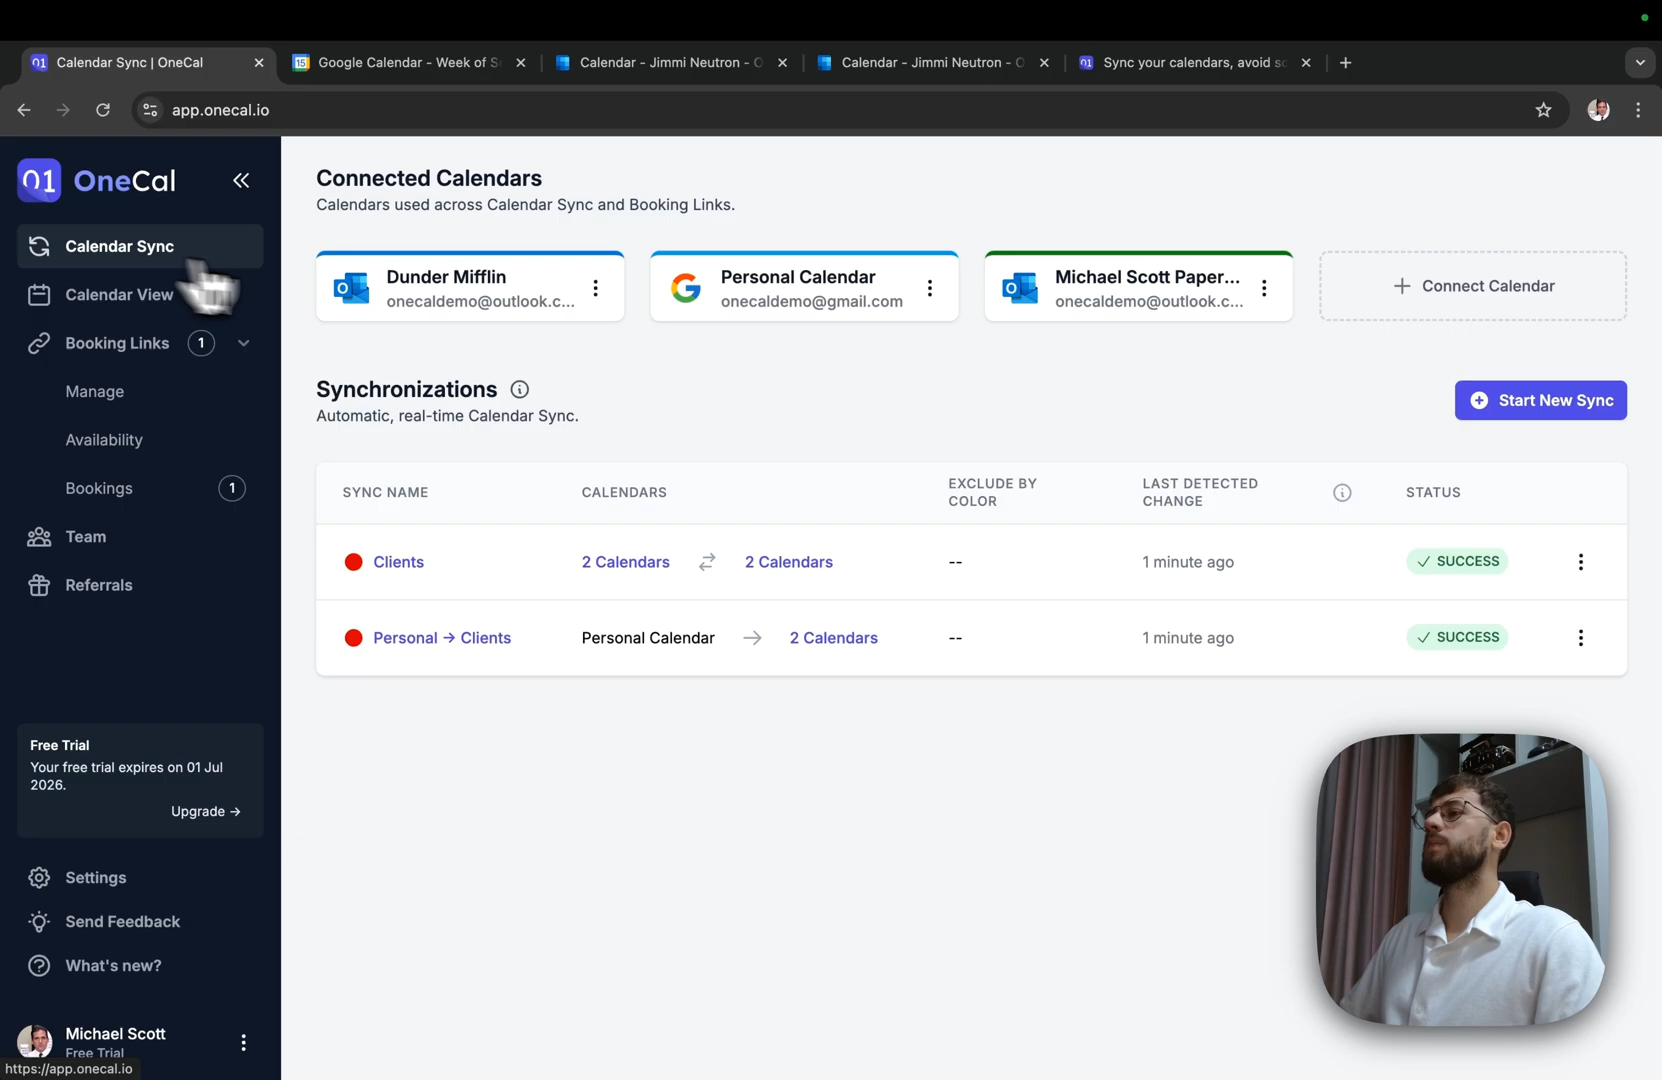 Calendar Sync | OneCal
Google Calendar - Week of S
Calendar - Jimmi Neutron - O
Calendar - Jimmi Neutron - O
Sync your calendars, avoid sc
app.onecal.io
01 OneCal
Calendar Sync
Calendar View
Booking Links 1
Manage
Availability
Bookings 1
Team
Referrals
Free Trial
Your free trial expires on 01 Jul
2026.
Upgrade →
Settings
Send Feedback
What's new?
Michael Scott
Free Trial
https://app.onecal.io
Connected Calendars
Calendars used across Calendar Sync and Booking Links.
Dunder Mifflin
onecaldemo@outlook.c...
Personal Calendar
onecaldemo@gmail.com
Michael Scott Paper...
onecaldemo@outlook.c...
+ Connect Calendar
Synchronizations
Automatic, real-time Calendar Sync.
Start New Sync
SYNC NAME
CALENDARS
EXCLUDE BY
COLOR
LAST DETECTED
CHANGE
STATUS
Clients 2 Calendars 2 Calendars -- 1 minute ago SUCCESS
Personal → Clients Personal Calendar → 2 Calendars -- 1 minute ago SUCCESS